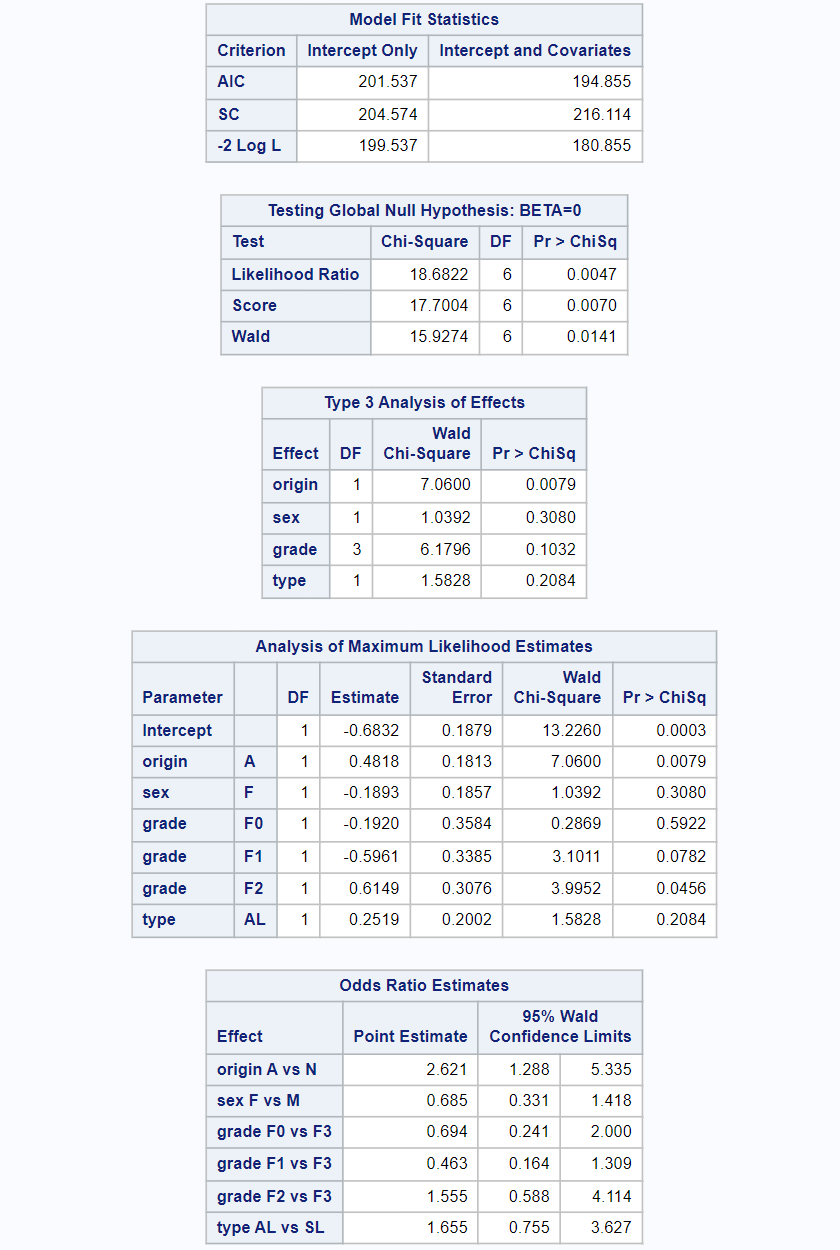 Model Fit Statistics
Criterion Intercept Only Intercept and Covariates
AIC 201.537 194.855
SC 204.574 216.114
-2 Log L 199.537 180.855
Testing Global Null Hypothesis: BETA=0
Test Chi-Square DF Pr > ChiSq
Likelihood Ratio 18.6822 6 0.0047
Score 17.7004 6 0.0070
Wald 15.9274 6 0.0141
Type 3 Analysis of Effects
Wald
Effect DF Chi-Square Pr > ChiSq
origin 1 7.0600 0.0079
sex 1 1.0392 0.3080
grade 3 6.1796 0.1032
type 1 1.5828 0.2084
Analysis of Maximum Likelihood Estimates
Standard Wald
Parameter DF Estimate Error Chi-Square Pr > ChiSq
Intercept 1 -0.6832 0.1879 13.2260 0.0003
origin A 1 0.4818 0.1813 7.0600 0.0079
sex F 1 -0.1893 0.1857 1.0392 0.3080
grade F0 1 -0.1920 0.3584 0.2869 0.5922
grade F1 1 -0.5961 0.3385 3.1011 0.0782
grade F2 1 0.6149 0.3076 3.9952 0.0456
type AL 1 0.2519 0.2002 1.5828 0.2084
Odds Ratio Estimates
95% Wald
Effect Point Estimate Confidence Limits
origin A vs N 2.621 1.288 5.335
sex F vs M 0.685 0.331 1.418
grade F0 vs F3 0.694 0.241 2.000
grade F1 vs F3 0.463 0.164 1.309
grade F2 vs F3 1.555 0.588 4.114
type AL vs SL 1.655 0.755 3.627